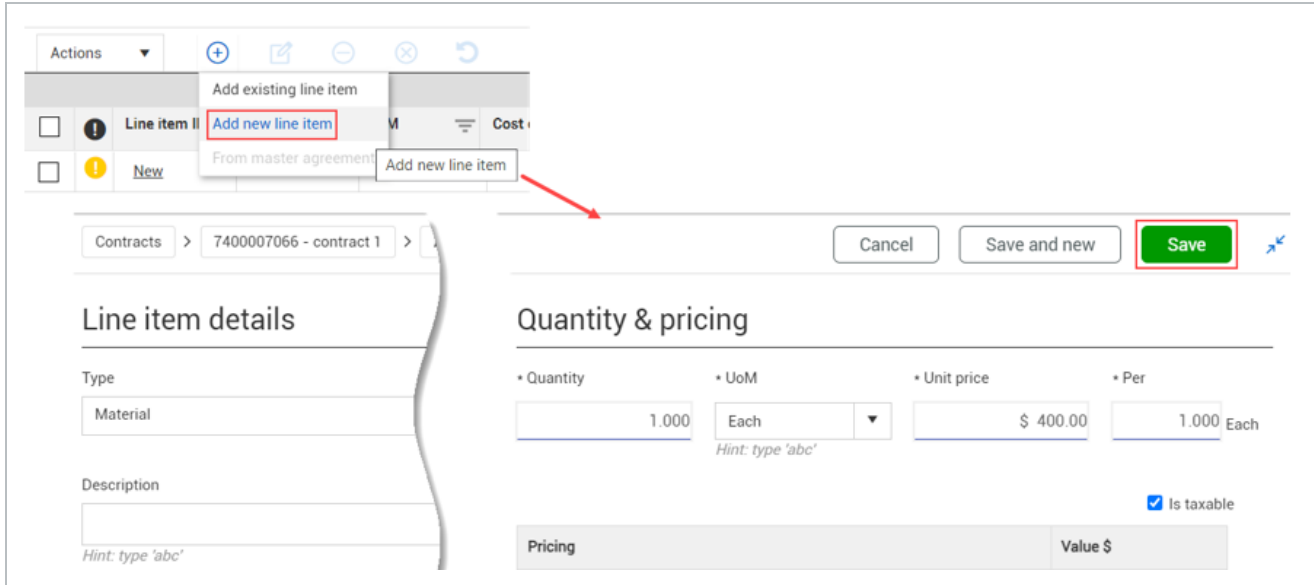 Actions
Add existing line item
Add new line item
From master agreement
Line item
Cost
New
Add new line item
Contracts > 7400007066 - contract 1 >
Cancel
Save and new
Save
Line item details
Type
Material
Description
Hint: type 'abc'
Quantity & pricing
* Quantity
* UoM
* Unit price
* Per
1.000
Each
$ 400.00
1.000 Each
Hint: type 'abc'
Is taxable
Pricing
Value $